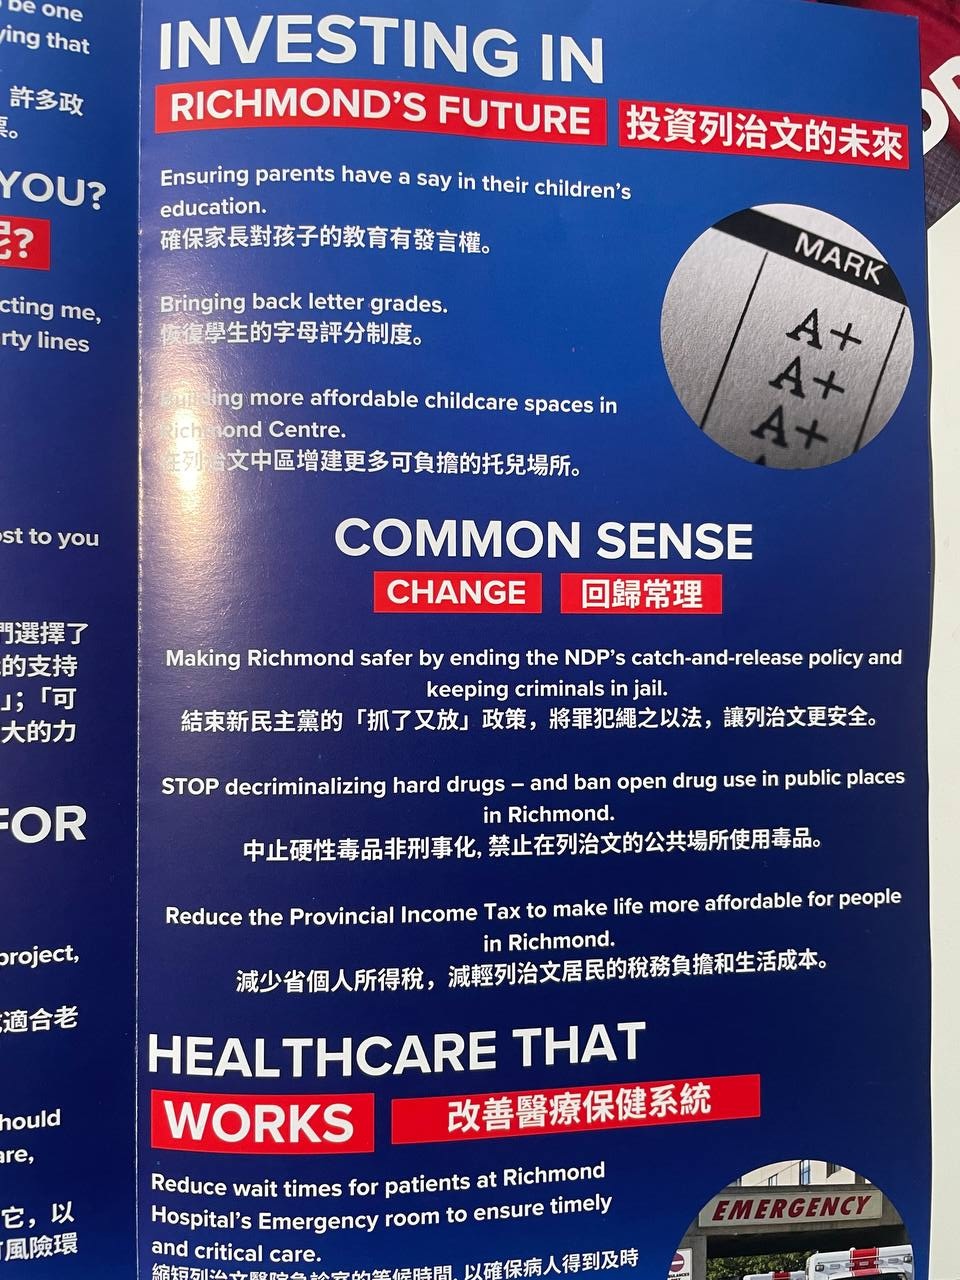 be one
ying that
許多政
票。
YOU?
呢?
cting me,
rty lines
ost to you
們選擇了
的支持
」；「可
大的力
FOR
project,
適合老
hould
are,
它，以
風險環
INVESTING IN
RICHMOND'S FUTURE 投資列治文的未來
Ensuring parents have a say in their children's
education.
確保家長對孩子的教育有發言權。
Bringing back letter grades.
恢復學生的字母評分制度。
Building more affordable childcare spaces in
Richmond Centre.
在列治文中區增建更多可負擔的托兒場所。
MARK
A+
A+
A+
COMMON SENSE
CHANGE 回歸常理
Making Richmond safer by ending the NDP's catch-and-release policy and
keeping criminals in jail.
結束新民主黨的「抓了又放」政策，將罪犯繩之以法，讓列治文更安全。
STOP decriminalizing hard drugs – and ban open drug use in public places
in Richmond.
中止硬性毒品非刑事化, 禁止在列治文的公共場所使用毒品。
Reduce the Provincial Income Tax to make life more affordable for people
in Richmond.
減少省個人所得稅，減輕列治文居民的稅務負擔和生活成本。
HEALTHCARE THAT
WORKS 改善醫療保健系統
Reduce wait times for patients at Richmond
Hospital's Emergency room to ensure timely
and critical care.
縮短列治文醫院急診室的等候時間, 以確保病人得到及時
EMERGENCY